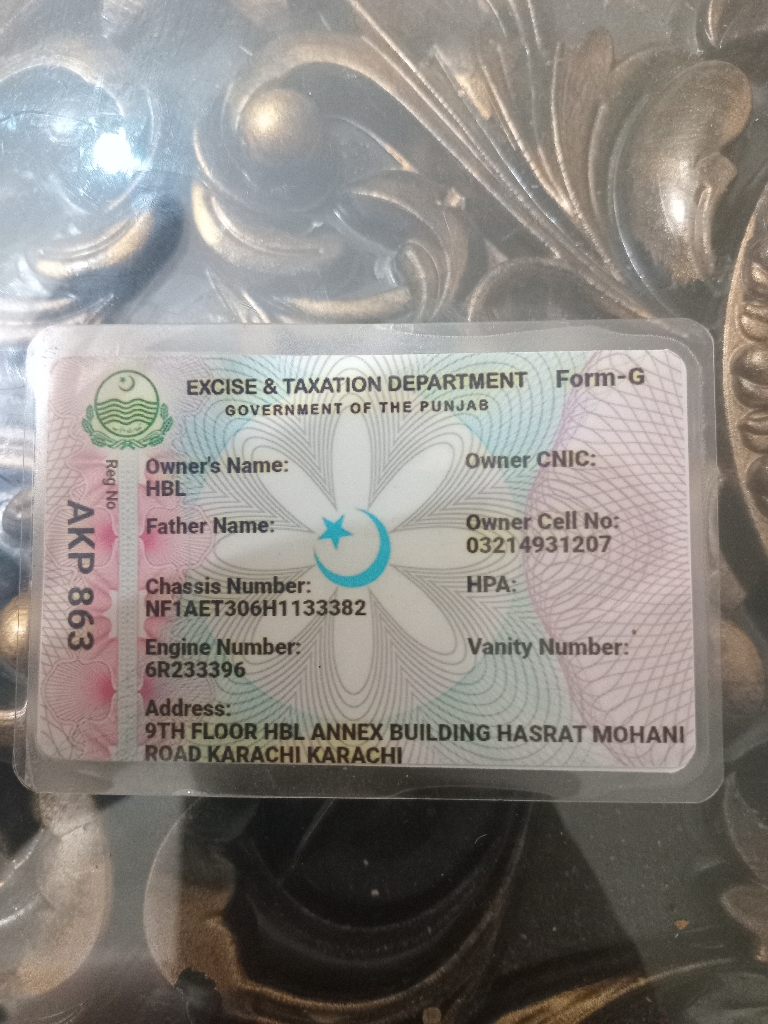 EXCISE & TAXATION DEPARTMENT Form-G
GOVERNMENT OF THE PUNJAB
Reg No
AKP 863
Owner's Name:
HBL
Owner CNIC:
Father Name:
Owner Cell No:
03214931207
Chassis Number:
NF1AET306H1133382
HPA:
Engine Number:
6R233396
Vanity Number:
Address:
9TH FLOOR HBL ANNEX BUILDING HASRAT MOHANI
ROAD KARACHI KARACHI